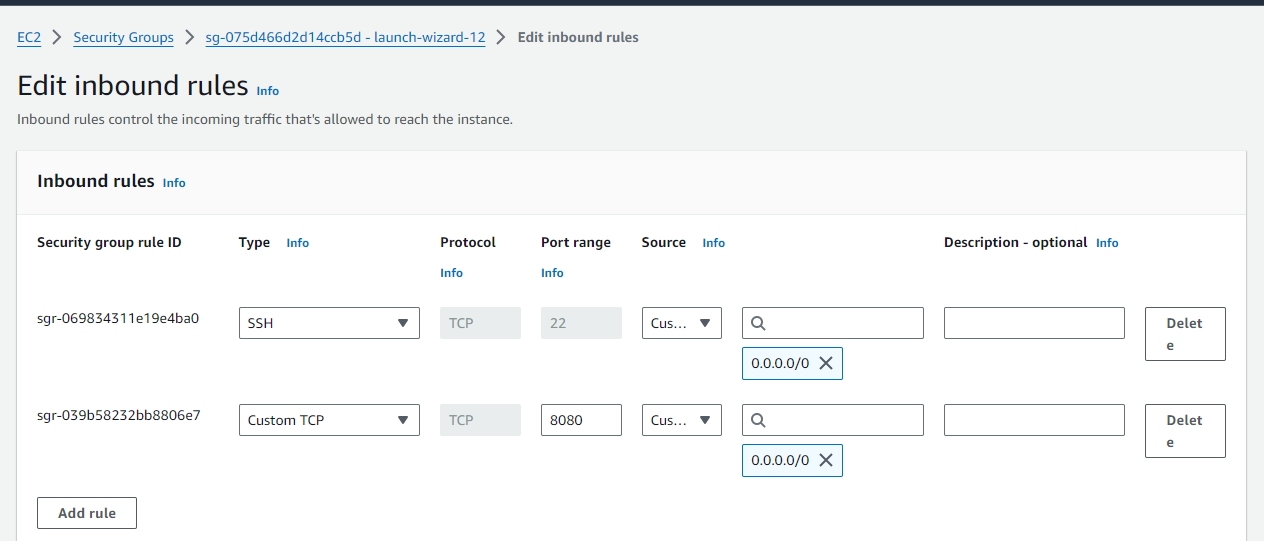 EC2 > Security Groups > sg-075d466d2d14ccb5d - launch-wizard-12 > Edit inbound rules
Edit inbound rules Info
Inbound rules control the incoming traffic that's allowed to reach the instance.
Inbound rules Info
Security group rule ID Type Info Protocol Port range Source Info Description - optional Info
Info Info
sgr-069834311e19e4ba0 SSH TCP 22 Cus... Delet
e
0.0.0.0/0
sgr-039b58232bb8806e7 Custom TCP TCP 8080 Cus... Delet
e
0.0.0.0/0
Add rule